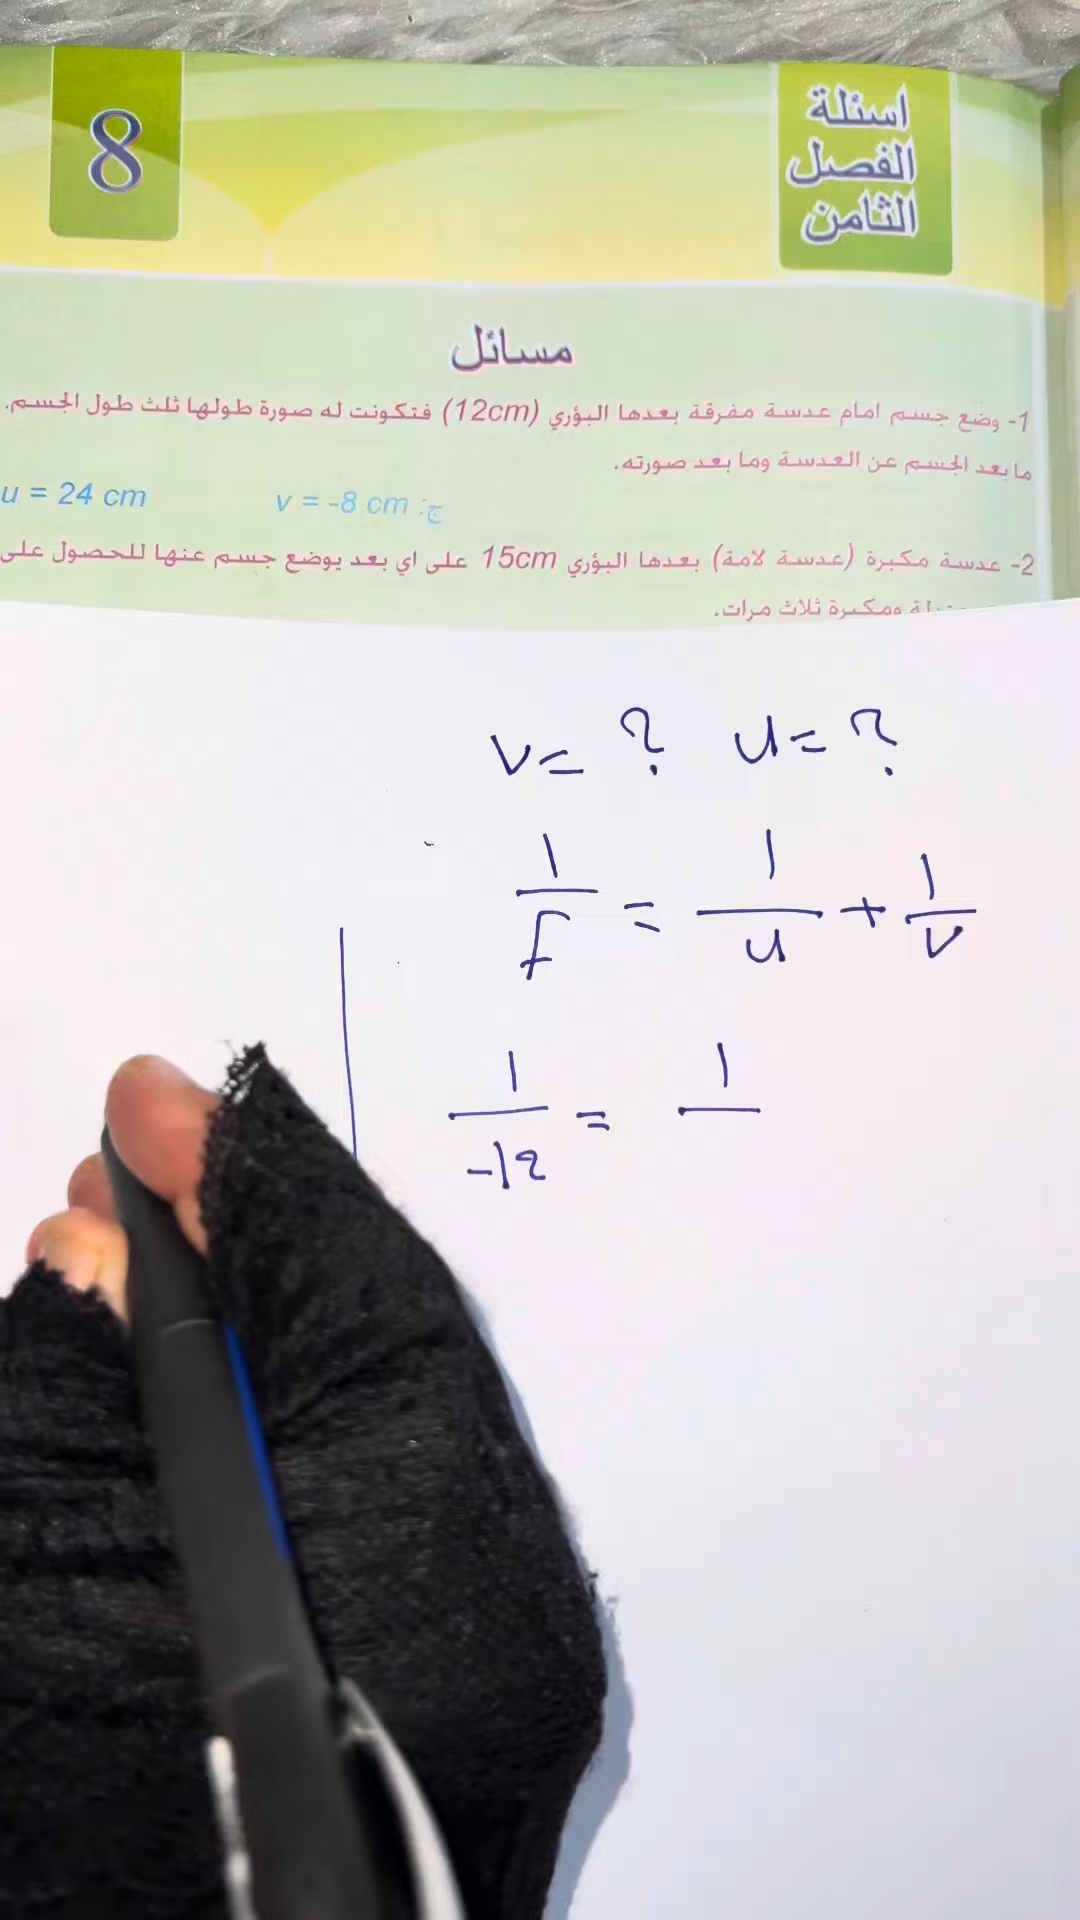 8
اسئلة
الفصل
الثامن
مسائل
1- وضع جسم امام عدسة مفرقة بعدها البؤري (12cm) فتكونت له صورة طولها ثلث طول الجسم.
ما بعد الجسم عن العدسة وما بعد صورته.
ج: v = -8 cm u = 24 cm
2- عدسة مكبرة (عدسة لامة) بعدها البؤري 15cm على اي بعد يوضع جسم عنها للحصول على
ومكبرة ثلاث مرات.
v = ? u = ?
1/f = 1/u + 1/v
1/-12 = 1/